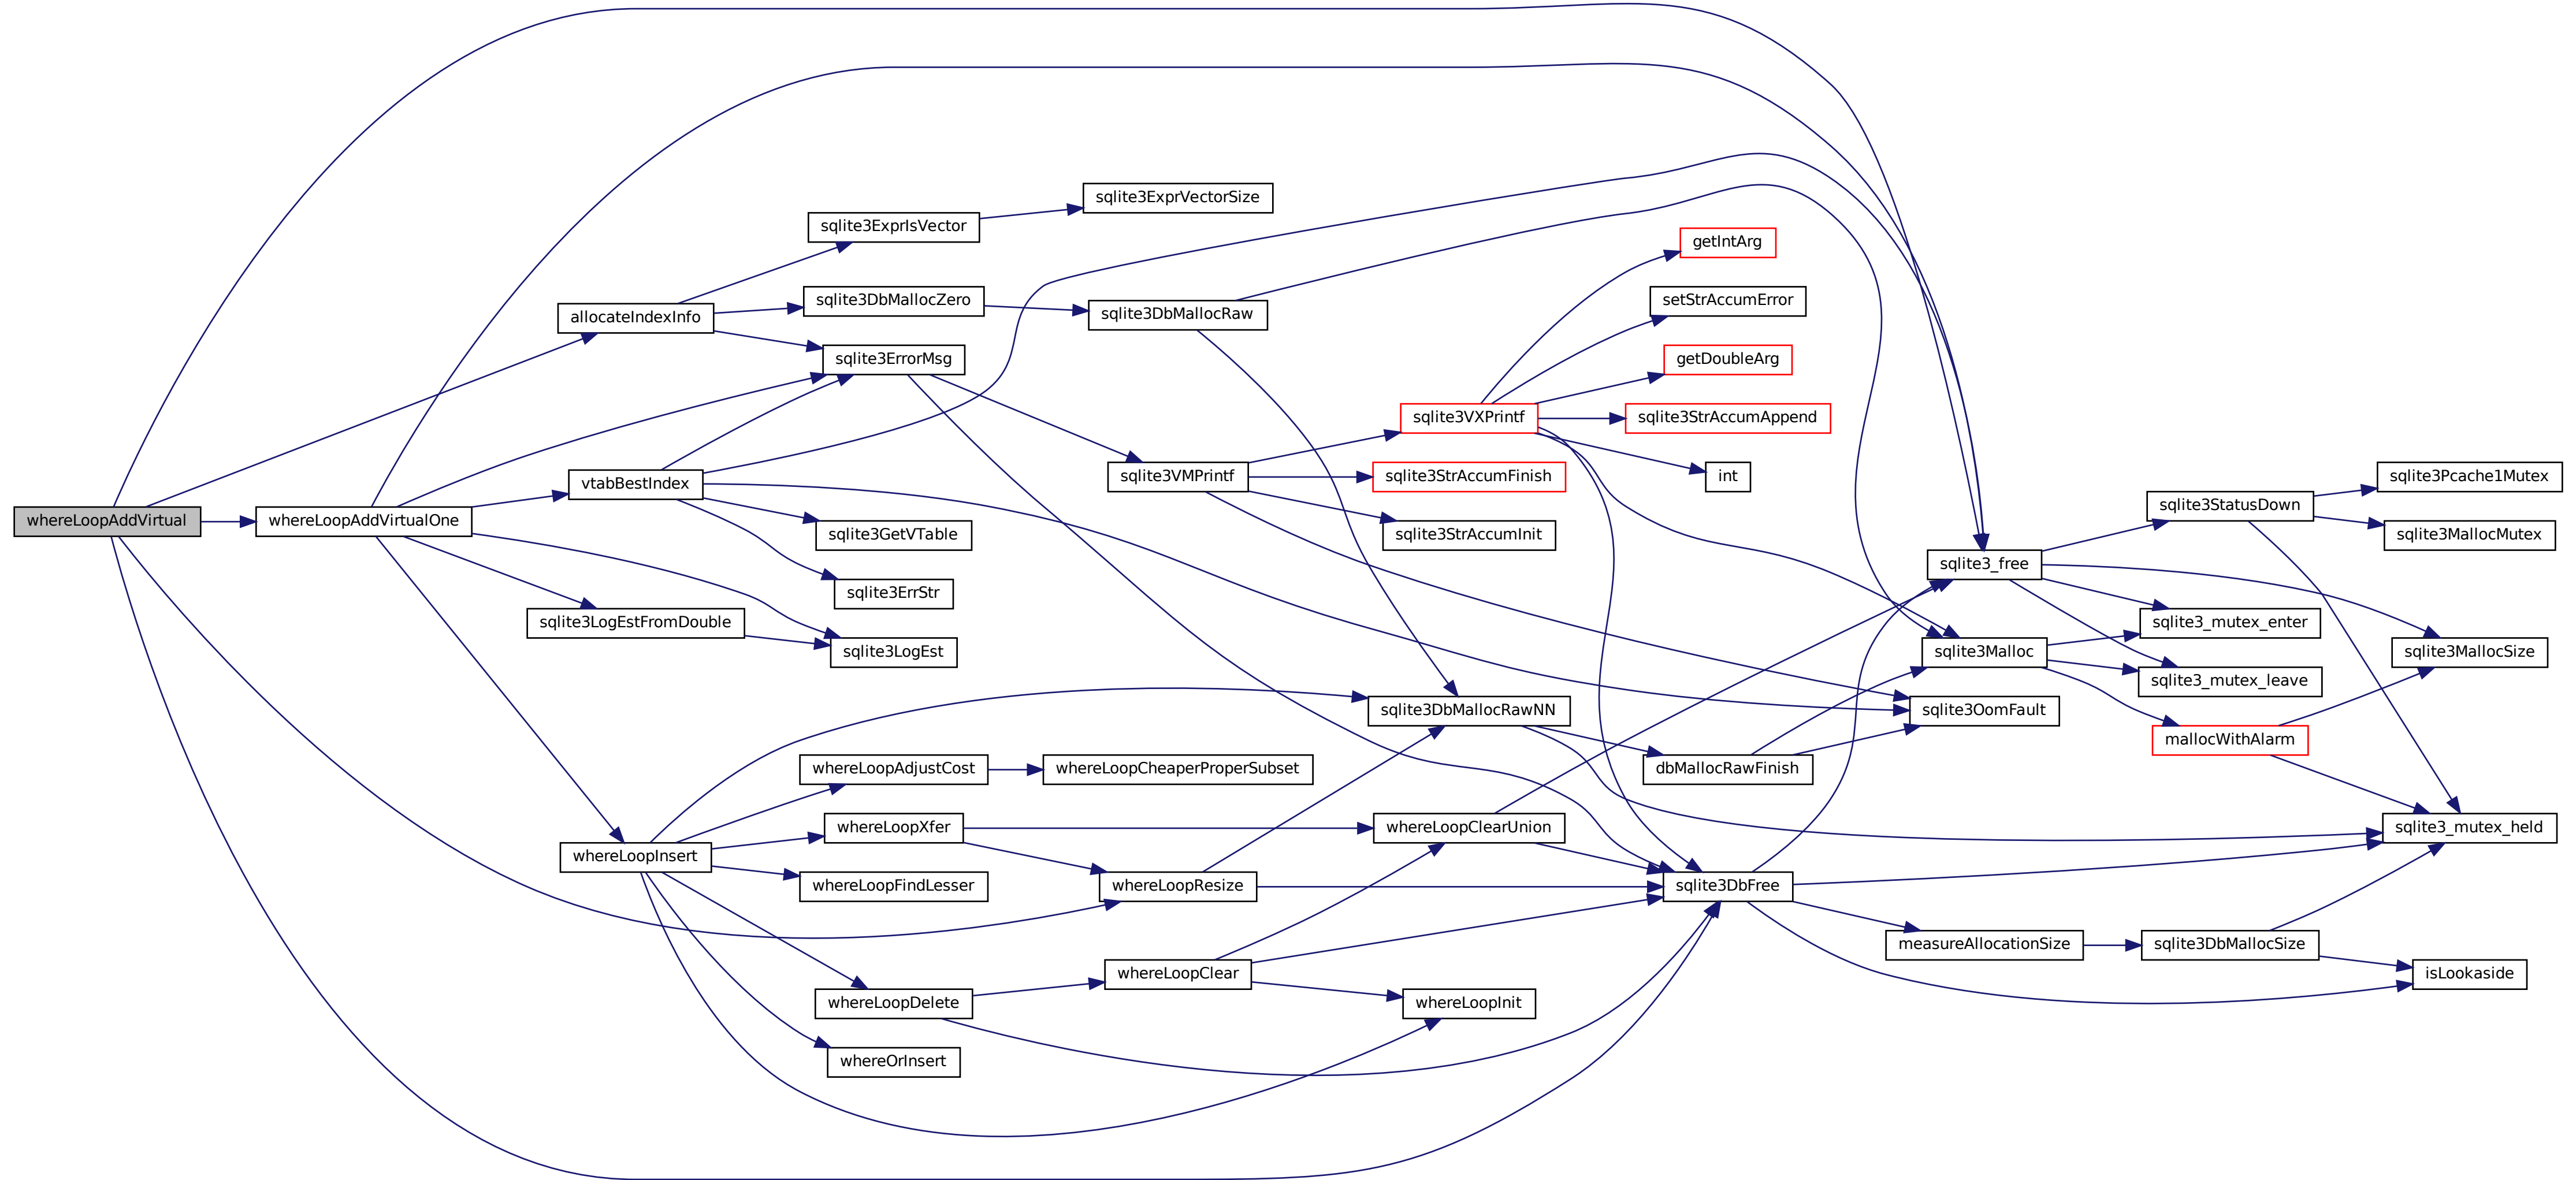 whereLoopAddVirtual
whereLoopAddVirtualOne
allocateIndexInfo
vtabBestIndex
sqlite3LogEstFromDouble
whereLoopInsert
sqlite3ExprIsVector
sqlite3DbMallocZero
sqlite3ErrorMsg
sqlite3GetVTable
sqlite3ErrStr
sqlite3LogEst
whereLoopAdjustCost
whereLoopXfer
whereLoopFindLesser
whereLoopDelete
whereOrInsert
sqlite3ExprVectorSize
sqlite3DbMallocRaw
sqlite3VMPrintf
whereLoopCheaperProperSubset
whereLoopResize
whereLoopClear
sqlite3VXPrintf
sqlite3StrAccumFinish
sqlite3StrAccumInit
sqlite3DbMallocRawNN
whereLoopClearUnion
whereLoopInit
getIntArg
setStrAccumError
getDoubleArg
sqlite3StrAccumAppend
int
dbMallocRawFinish
sqlite3DbFree
sqlite3_free
sqlite3Malloc
sqlite3OomFault
measureAllocationSize
sqlite3StatusDown
sqlite3_mutex_enter
sqlite3_mutex_leave
mallocWithAlarm
sqlite3DbMallocSize
sqlite3Pcache1Mutex
sqlite3MallocMutex
sqlite3MallocSize
sqlite3_mutex_held
isLookaside